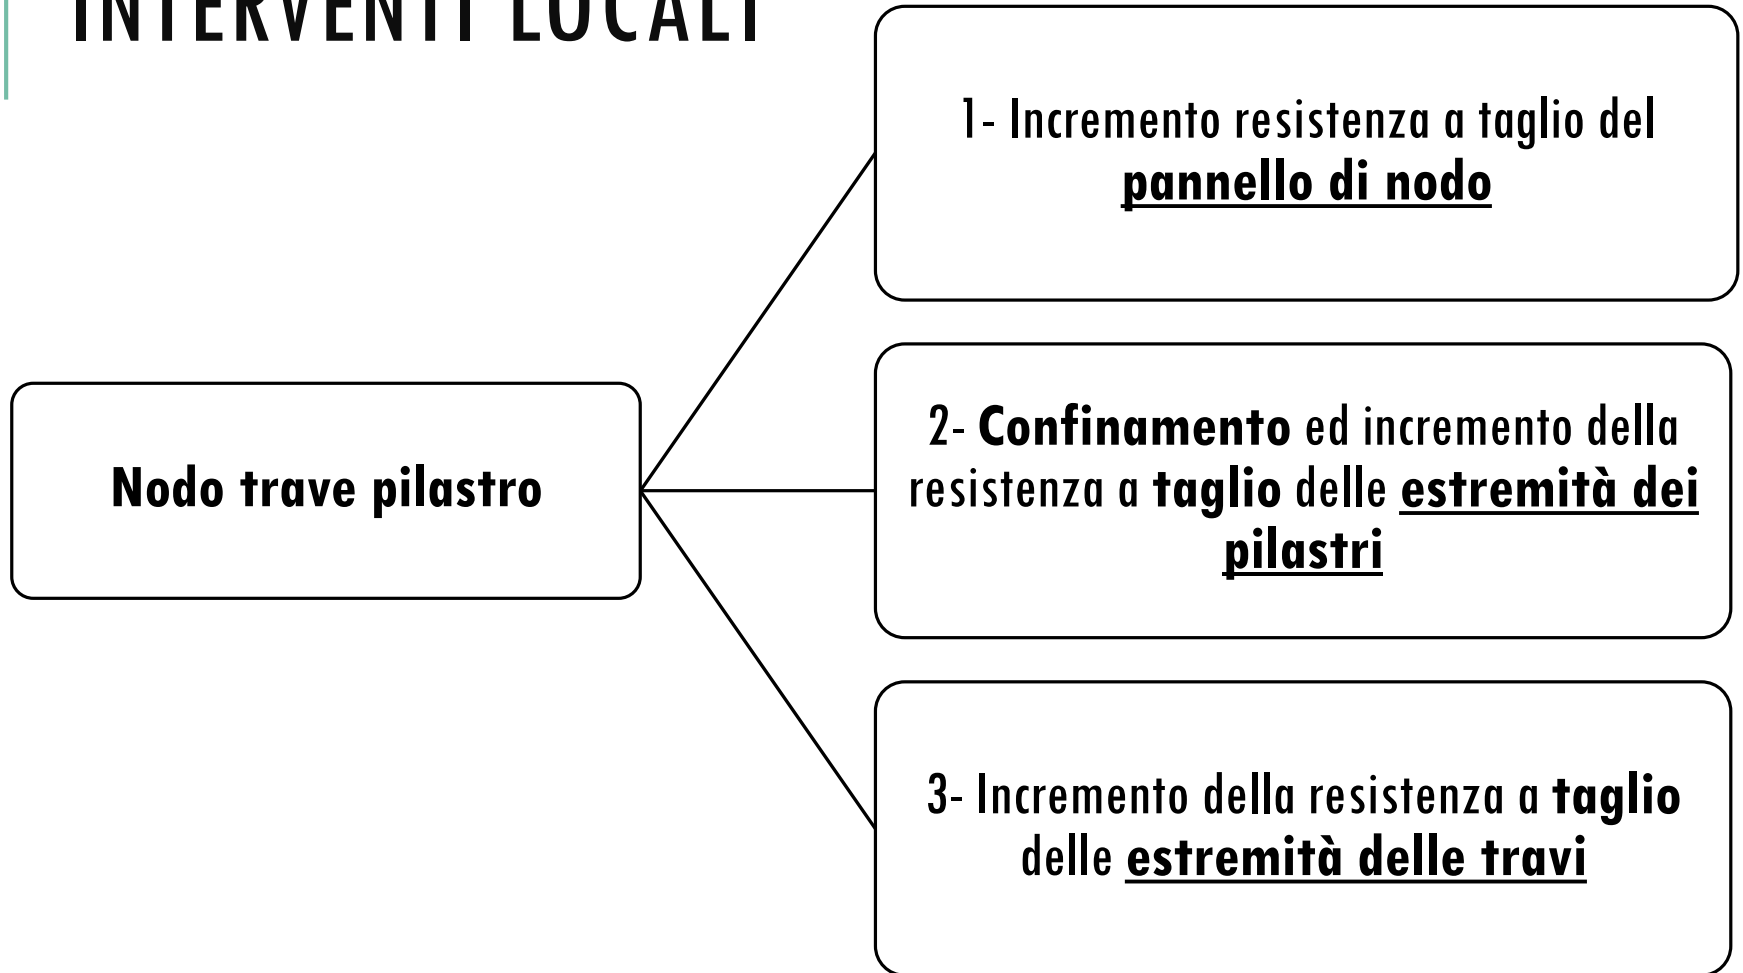 INTERVENTI LOCALI
1- Incremento resistenza a taglio del
pannello di nodo
Nodo trave pilastro
2- Confinamento ed incremento della
resistenza a taglio delle estremità dei
pilastri
3- Incremento della resistenza a taglio
delle estremità delle travi